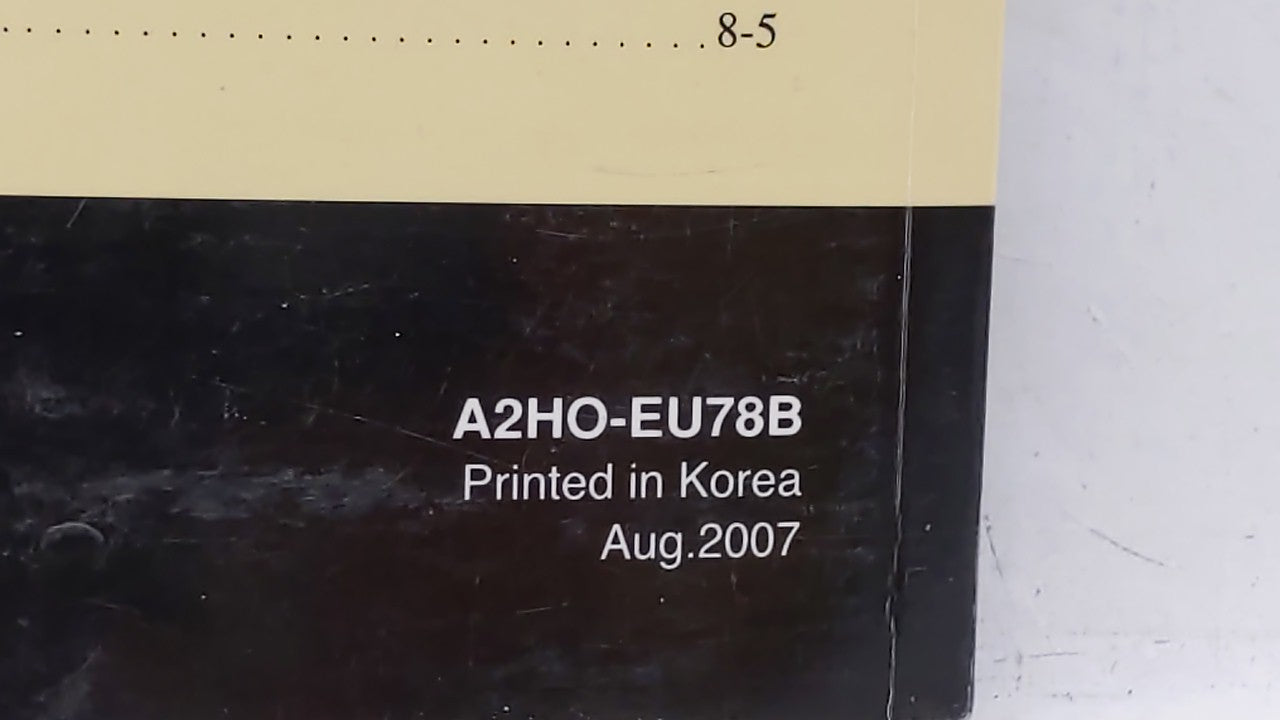 ........................... 8-5
A2HO-EU78B
Printed in Korea
Aug.2007